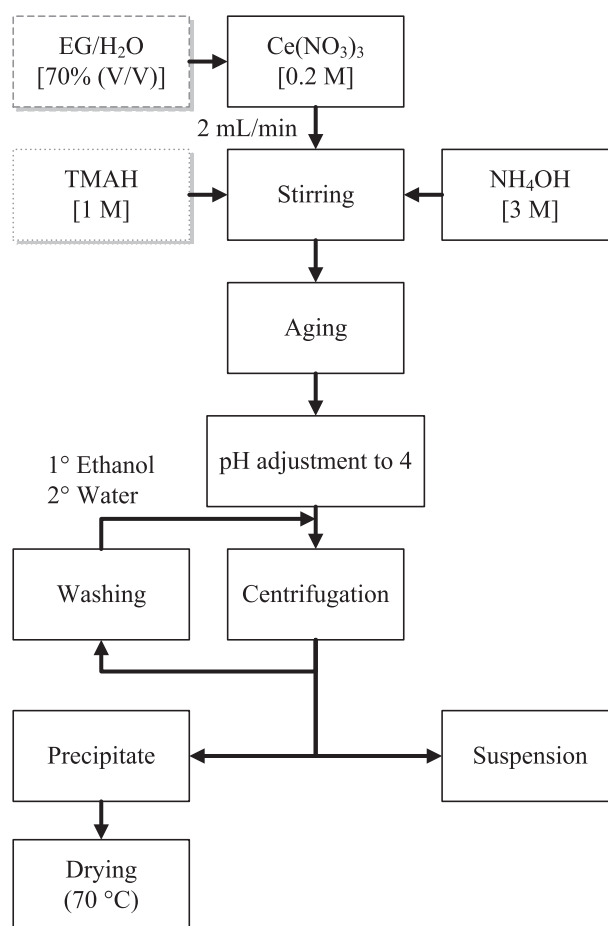 EG/H₂O
[70% (V/V)]
Ce(NO₃)₃
[0.2 M]
2 mL/min
TMAH
[1 M]
Stirring
NH₄OH
[3 M]
Aging
pH adjustment to 4
1° Ethanol
2° Water
Washing
Centrifugation
Precipitate
Suspension
Drying
(70 °C)